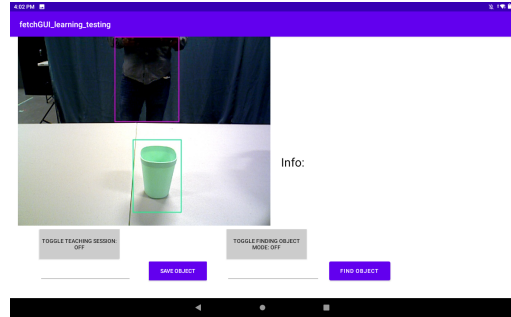 4:02 PM
fetchGUI_learning_testing
Info:
TOGGLE TEACHING SESSION:
OFF
TOGGLE FINDING OBJECT
MODE: OFF
SAVE OBJECT
FIND OBJECT